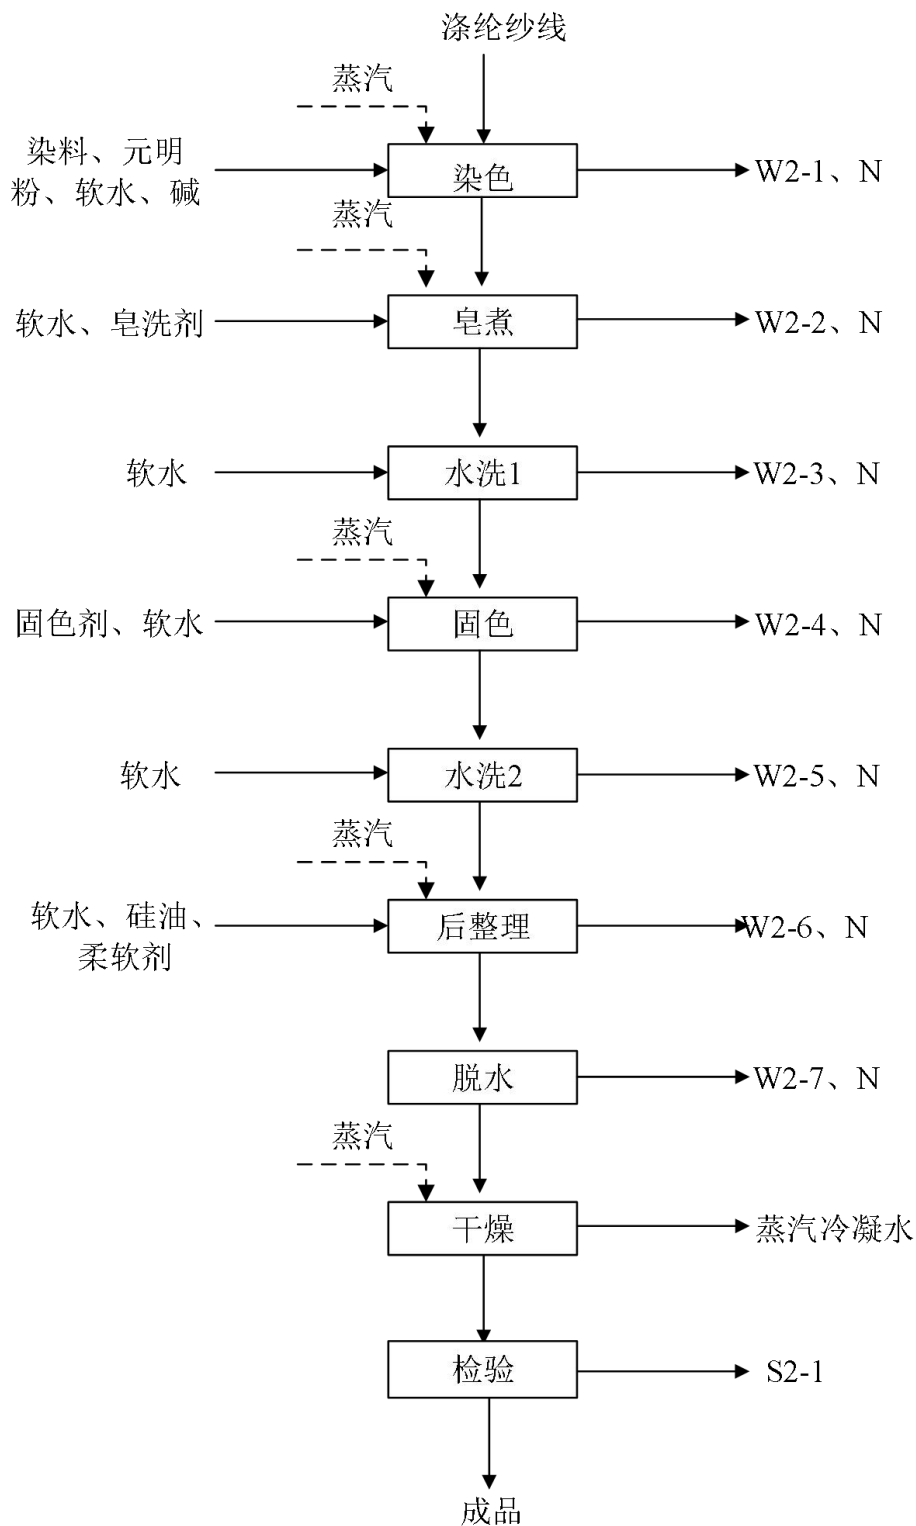 涤纶纱线
蒸汽
染料、元明
粉、软水、碱
染色
W2-1、N
蒸汽
软水、皂洗剂
皂煮
W2-2、N
软水
水洗1
W2-3、N
蒸汽
固色剂、软水
固色
W2-4、N
软水
水洗2
W2-5、N
蒸汽
软水、硅油、
柔软剂
后整理
W2-6、N
脱水
W2-7、N
蒸汽
干燥
蒸汽冷凝水
检验
S2-1
成品